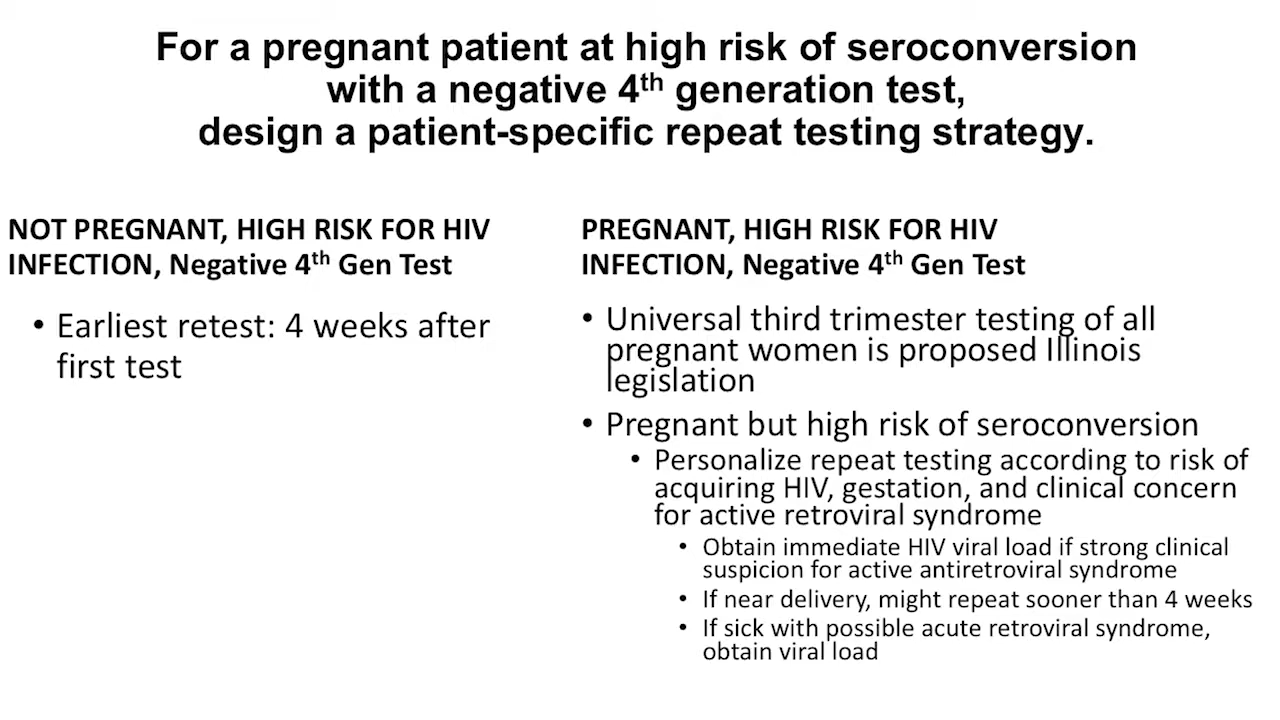 For a pregnant patient at high risk of seroconversion
with a negative 4th generation test,
design a patient-specific repeat testing strategy.
NOT PREGNANT, HIGH RISK FOR HIV
INFECTION, Negative 4th Gen Test
• Earliest retest: 4 weeks after
first test
PREGNANT, HIGH RISK FOR HIV
INFECTION, Negative 4th Gen Test
• Universal third trimester testing of all
pregnant women is proposed Illinois
legislation
• Pregnant but high risk of seroconversion
• Personalize repeat testing according to risk of
acquiring HIV, gestation, and clinical concern
for active retroviral syndrome
• Obtain immediate HIV viral load if strong clinical
suspicion for active antiretroviral syndrome
• If near delivery, might repeat sooner than 4 weeks
• If sick with possible acute retroviral syndrome,
obtain viral load